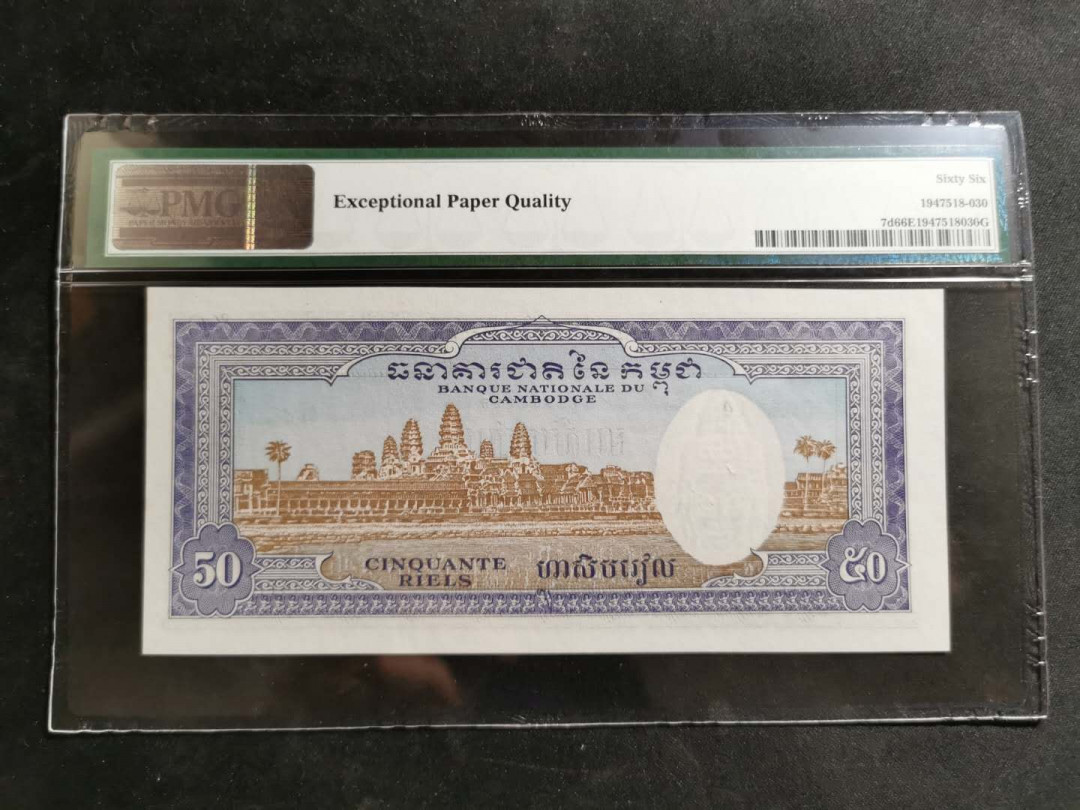 PMG
Exceptional Paper Quality
Sixty Six
1947518-030
7d66E1947518030G
ធនាគារជាតិនៃកម្ពុជា
BANQUE NATIONALE DU
CAMBODGE
50
CINQUANTE
RIELS
ហាសិបរៀល
៥០